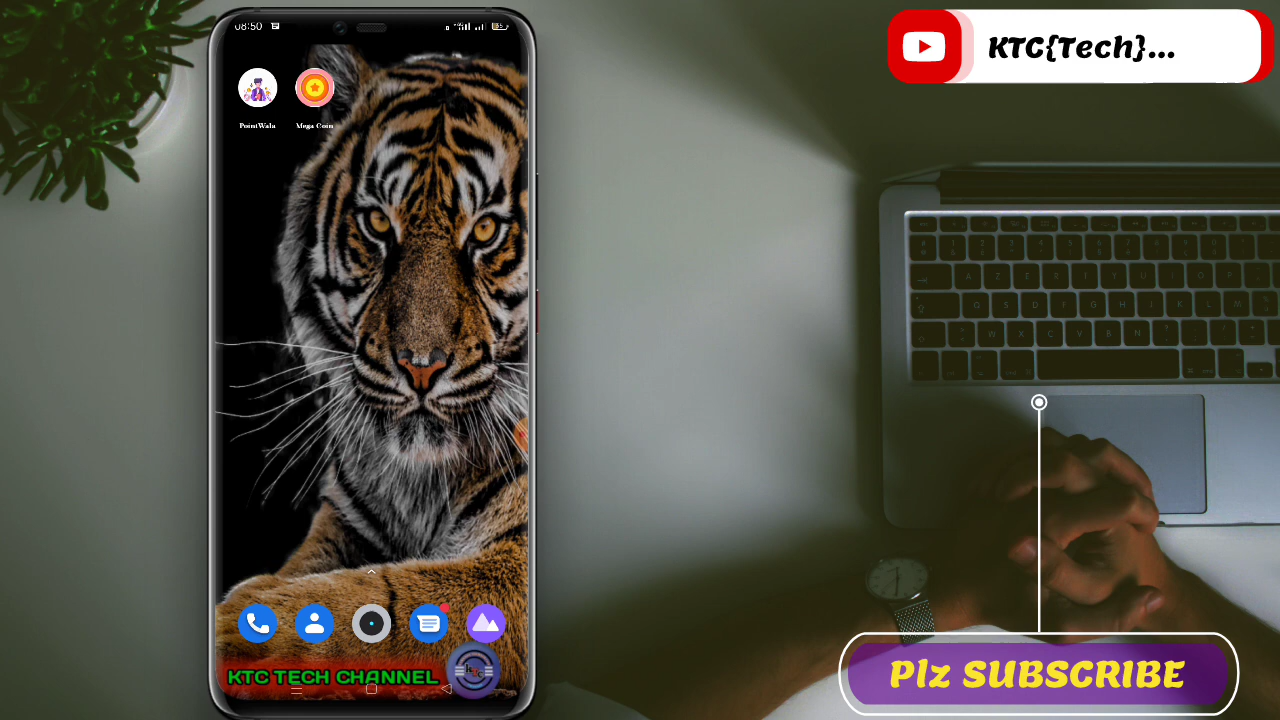 08:50
KTC{Tech}...
PointWala
Mega Coin
KTC TECH CHANNEL
Plz SUBSCRIBE